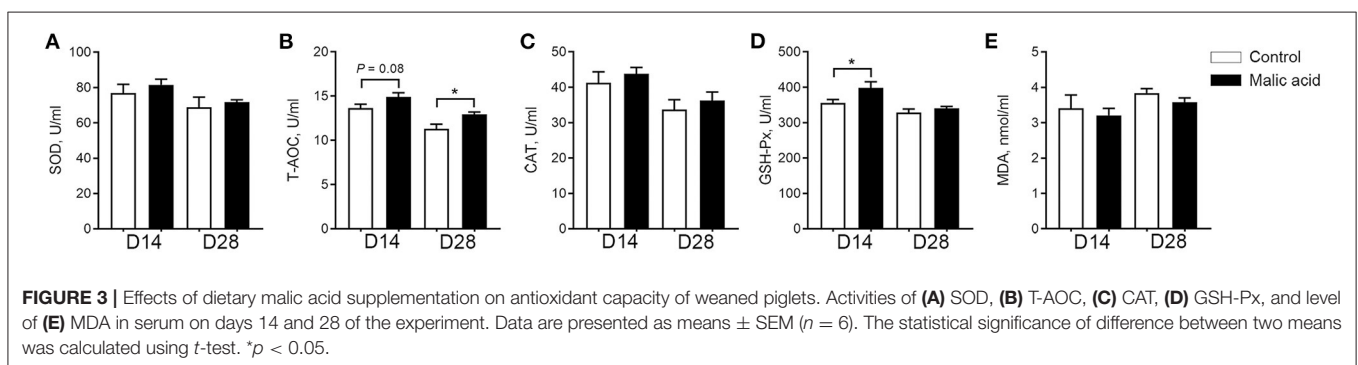 A
SOD, U/ml
100
80
60
40
20
0
D14 D28
B
T-AOC, U/ml
20
15
10
5
0
P = 0.08
*
D14 D28
C
CAT, U/ml
50
40
30
20
10
0
D14 D28
D
GSH-Px, U/ml
500
400
300
200
100
0
*
D14 D28
E
MDA, nmol/ml
5
4
3
2
1
0
D14 D28
Control
Malic acid
FIGURE 3 | Effects of dietary malic acid supplementation on antioxidant capacity of weaned piglets. Activities of (A) SOD, (B) T-AOC, (C) CAT, (D) GSH-Px, and level
of (E) MDA in serum on days 14 and 28 of the experiment. Data are presented as means ± SEM (n = 6). The statistical significance of difference between two means
was calculated using t-test. *p < 0.05.